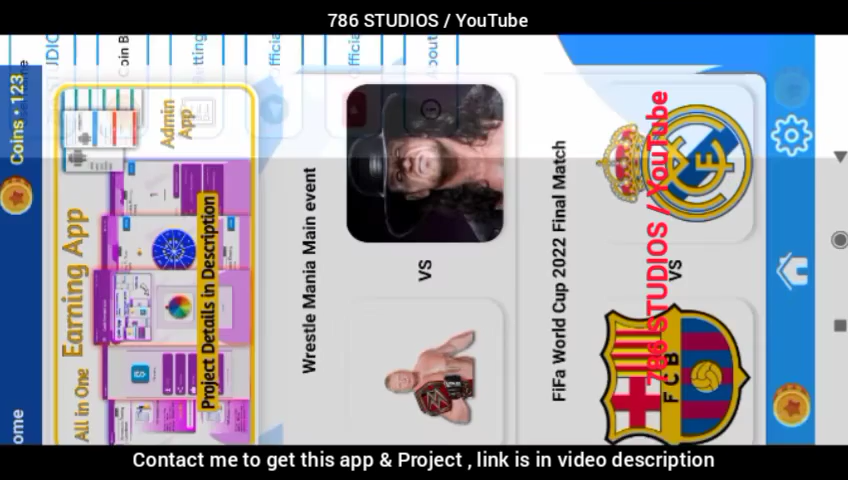 786 STUDIOS / YouTube
Coins • 123
ome
Coin B
Admin
App
All in One Earning App
Project Details in Description
Wrestle Mania Main event
VS
FiFa World Cup 2022 Final Match
VS
FCB
786 STUDIOS / YouTube
Contact me to get this app & Project , link is in video description